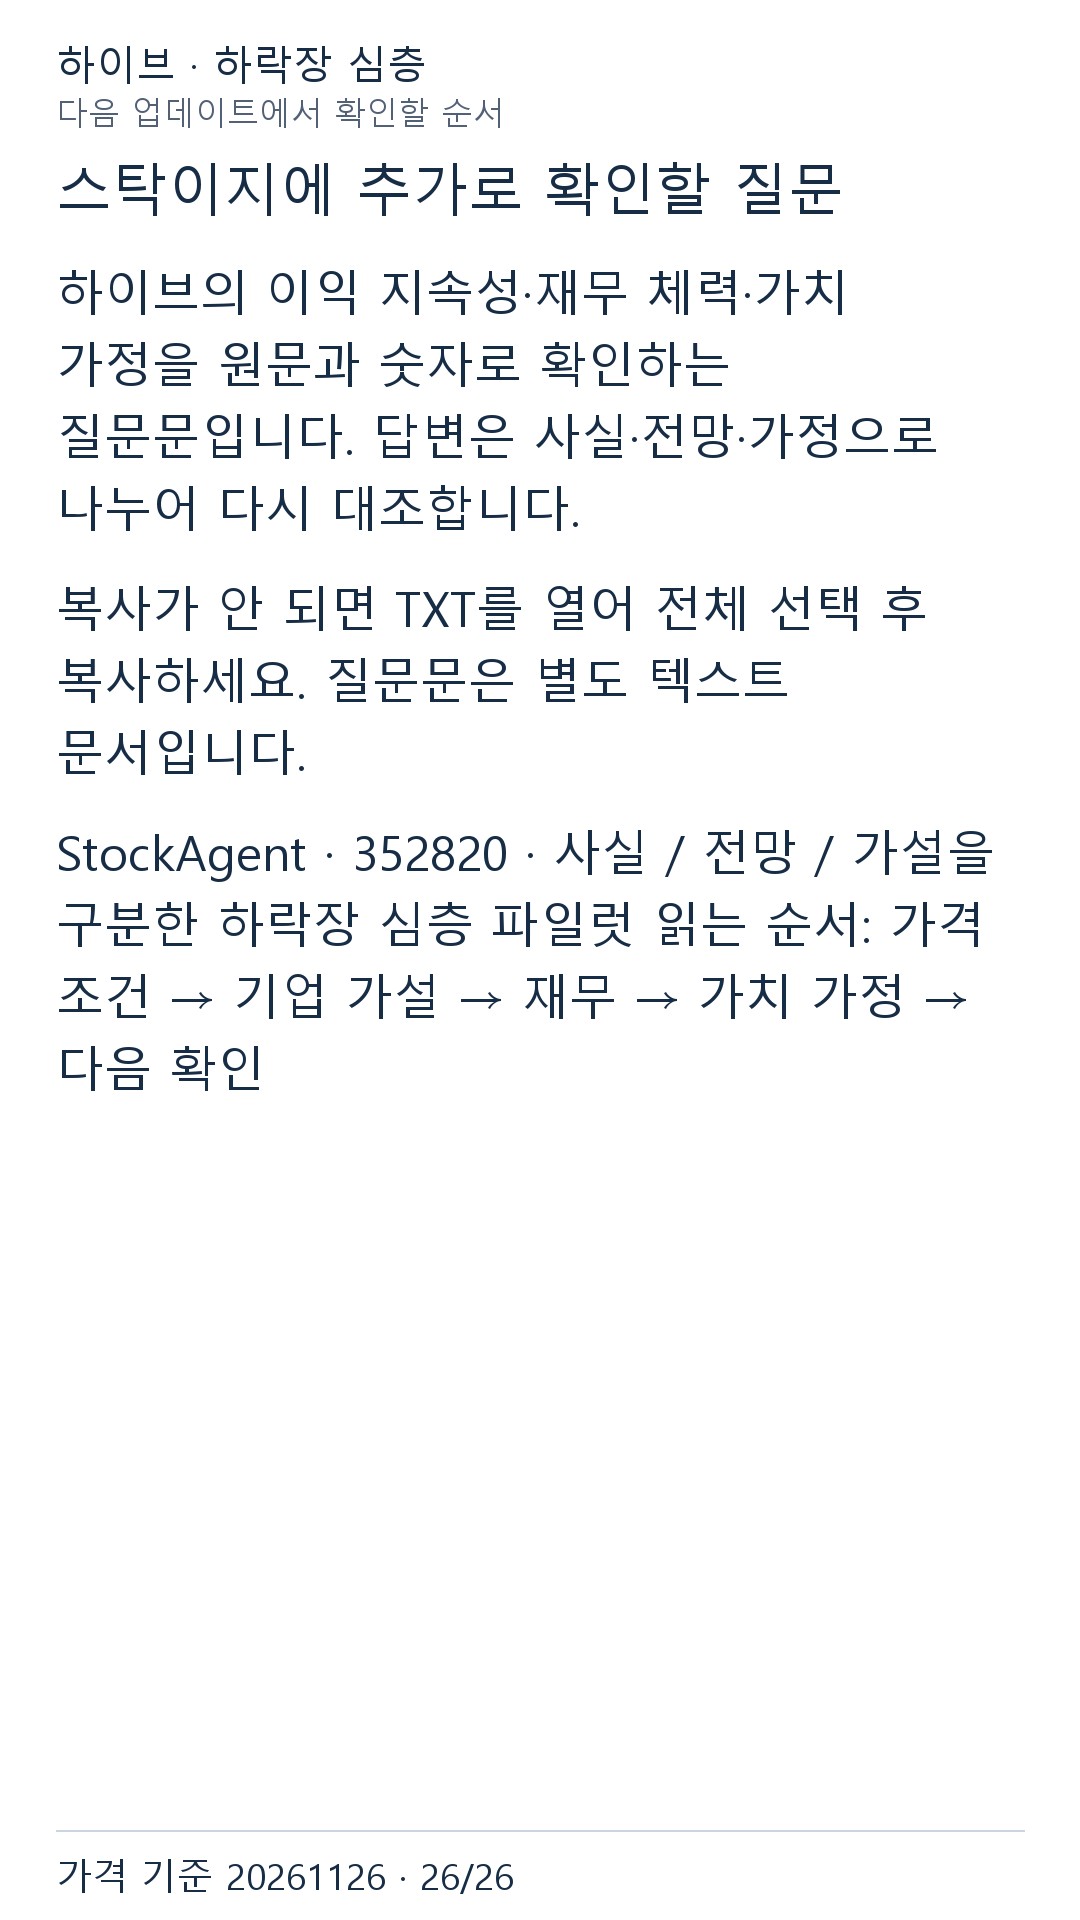 하이브 · 하락장 심층
다음 업데이트에서 확인할 순서
스탁이지에 추가로 확인할 질문
하이브의 이익 지속성·재무 체력·가치
가정을 원문과 숫자로 확인하는
질문문입니다. 답변은 사실·전망·가정으로
나누어 다시 대조합니다.
복사가 안 되면 TXT를 열어 전체 선택 후
복사하세요. 질문문은 별도 텍스트
문서입니다.
StockAgent · 352820 · 사실 / 전망 / 가설을
구분한 하락장 심층 파일럿 읽는 순서: 가격
조건 → 기업 가설 → 재무 → 가치 가정 →
다음 확인
가격 기준 20261126 · 26/26